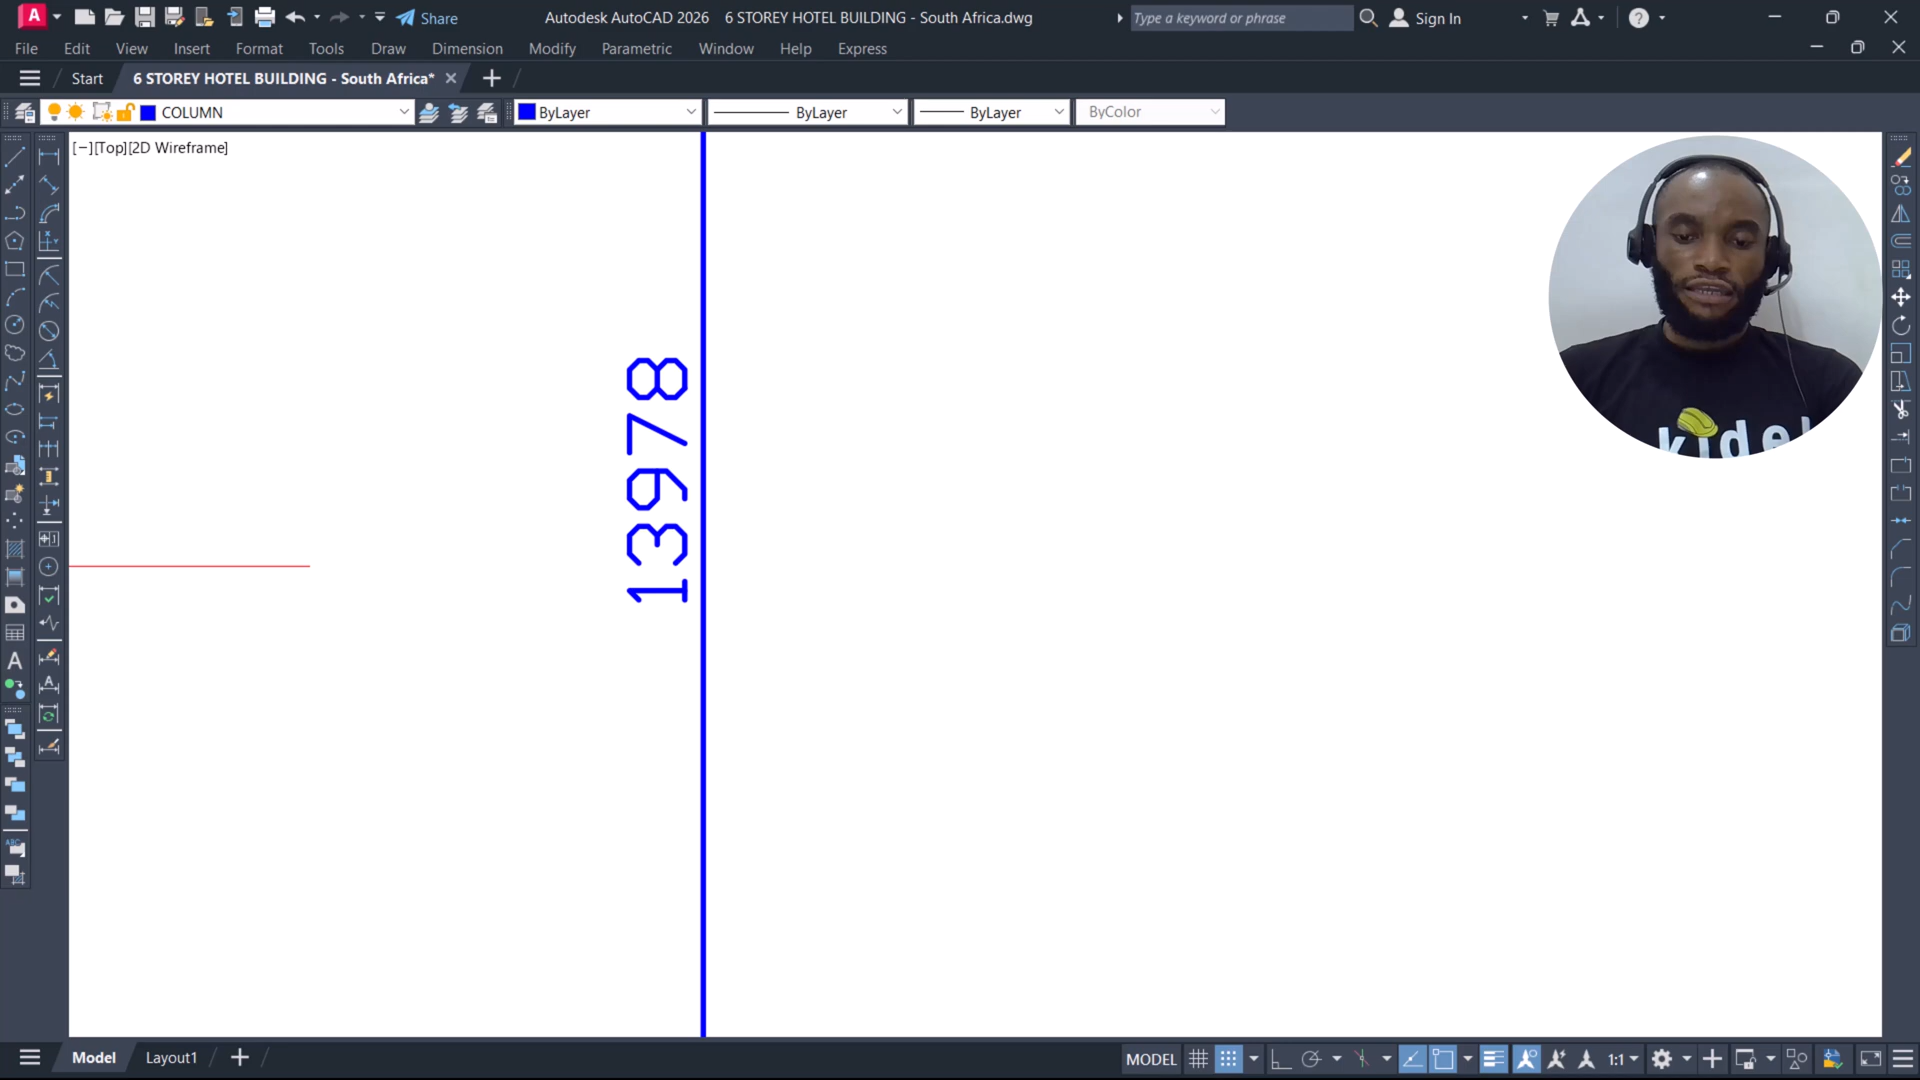 Share
Autodesk AutoCAD 2026 6 STOREY HOTEL BUILDING - South Africa.dwg
Type a keyword or phrase
Sign In
File Edit View Insert Format Tools Draw Dimension Modify Parametric Window Help Express
Start
6 STOREY HOTEL BUILDING - South Africa*
COLUMN
ByLayer
ByLayer
ByLayer
ByColor
[−][Top][2D Wireframe]
13978
kidel
Model
Layout1
MODEL
1:1